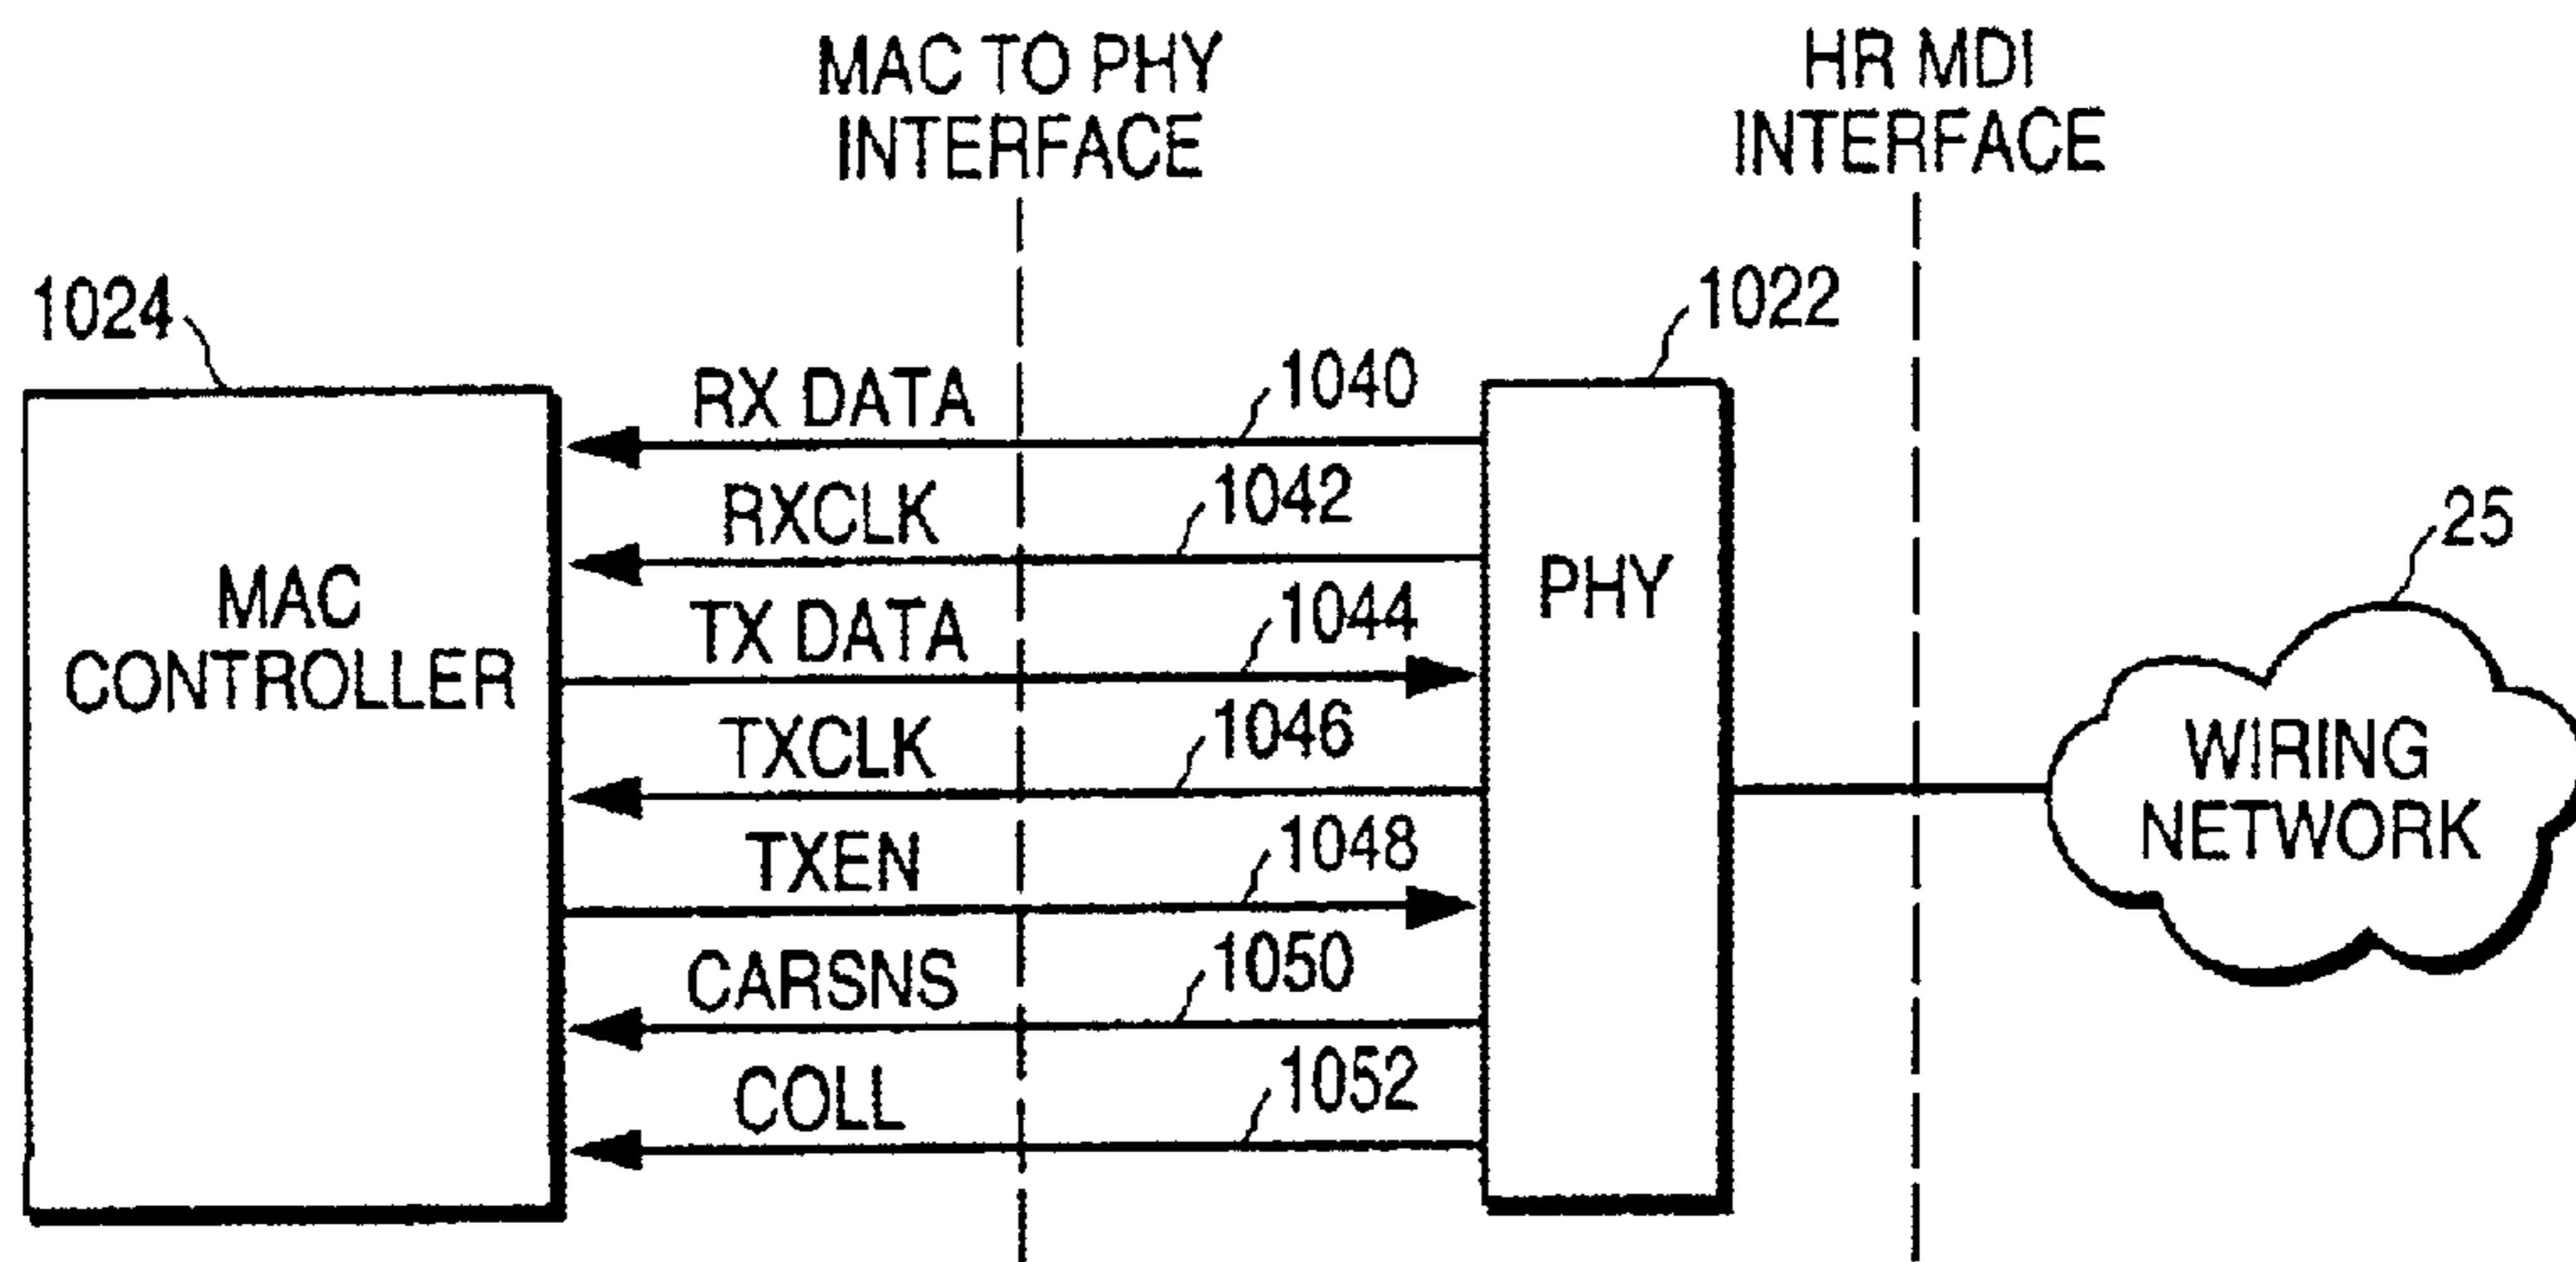 MAC TO PHY
INTERFACE
HR MDI
INTERFACE
1024
1022
RX DATA
1040
RXCLK
1042
25
MAC
CONTROLLER
PHY
TX DATA
1044
TXCLK
1046
WIRING
NETWORK
TXEN
1048
CARSNS
1050
COLL
1052